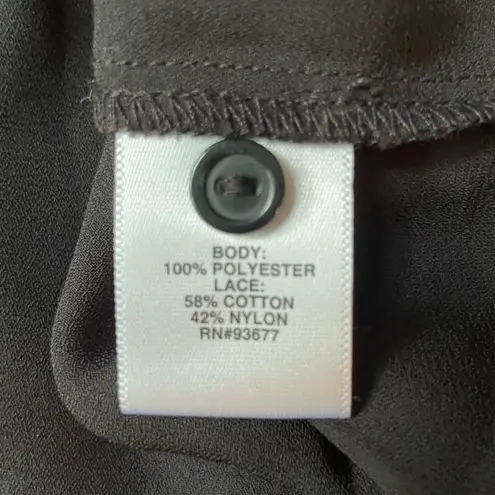 BODY:
100% POLYESTER
LACE:
58% COTTON
42% NYLON
RN#93677